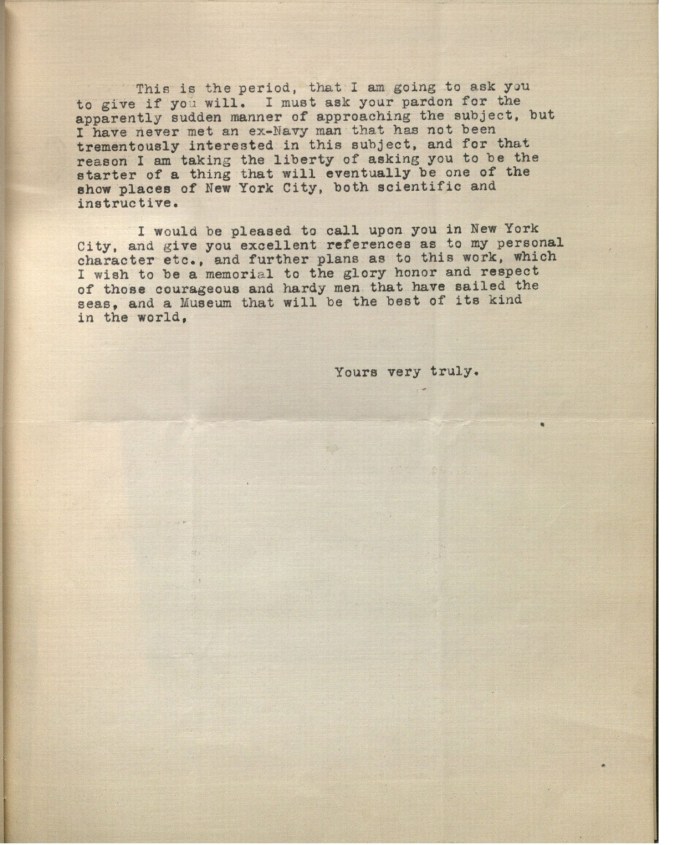 This is the period, that I am going to ask you
to give if you will. I must ask your pardon for the
apparently sudden manner of approaching the subject, but
I have never met an ex-Navy man that has not been
trementously interested in this subject, and for that
reason I am taking the liberty of asking you to be the
starter of a thing that will eventually be one of the
show places of New York City, both scientific and
instructive.
I would be pleased to call upon you in New York
City, and give you excellent references as to my personal
character etc., and further plans as to this work, which
I wish to be a memorial to the glory honor and respect
of those courageous and hardy men that have sailed the
seas, and a Museum that will be the best of its kind
in the world,
Yours very truly.